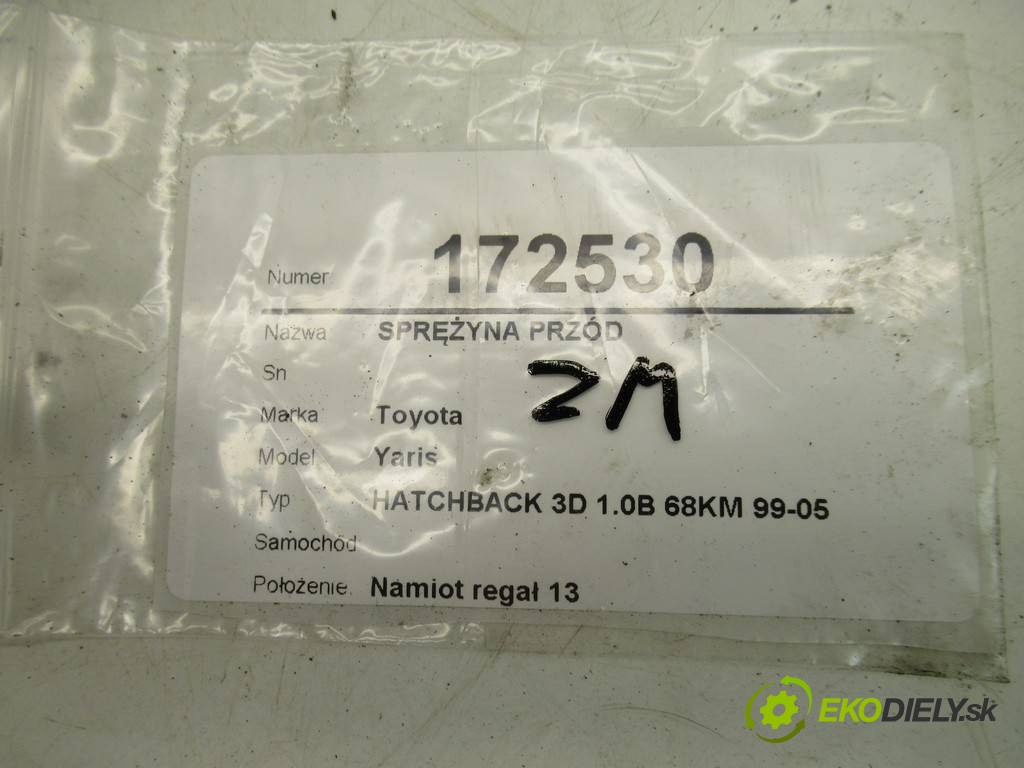 Numer 172530
Nazwa SPRĘŻYNA PRZÓD
Sn
ZM
Marka Toyota
Model Yaris
Typ HATCHBACK 3D 1.0B 68KM 99-05
Samochód
Położenie. Namiot regał 13
EKODIELY.sk